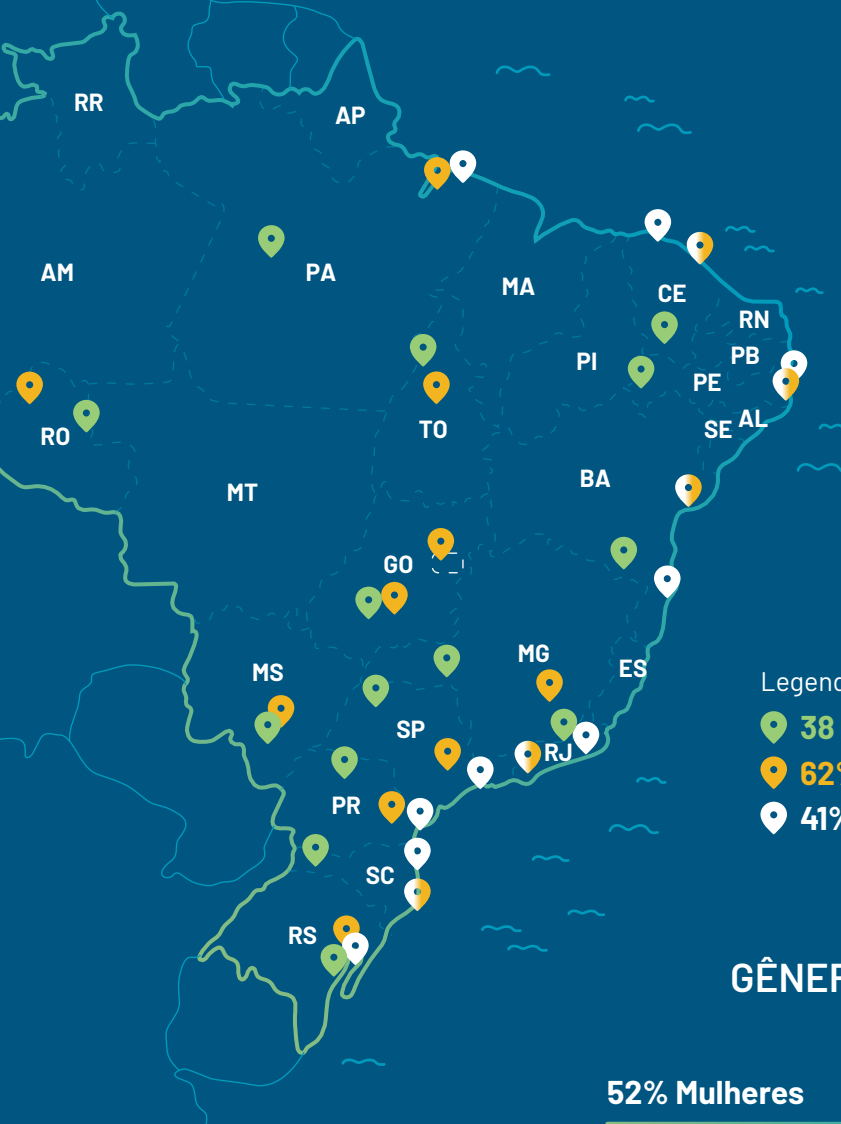 RR
AP
AM
PA
MA
CE
RN
PI
PB
PE
RO
TO
SE
AL
MT
BA
GO
MS
MG
ES
Legend
SP
38
RJ
62%
PR
41%
SC
RS
GÊNER
52% Mulheres